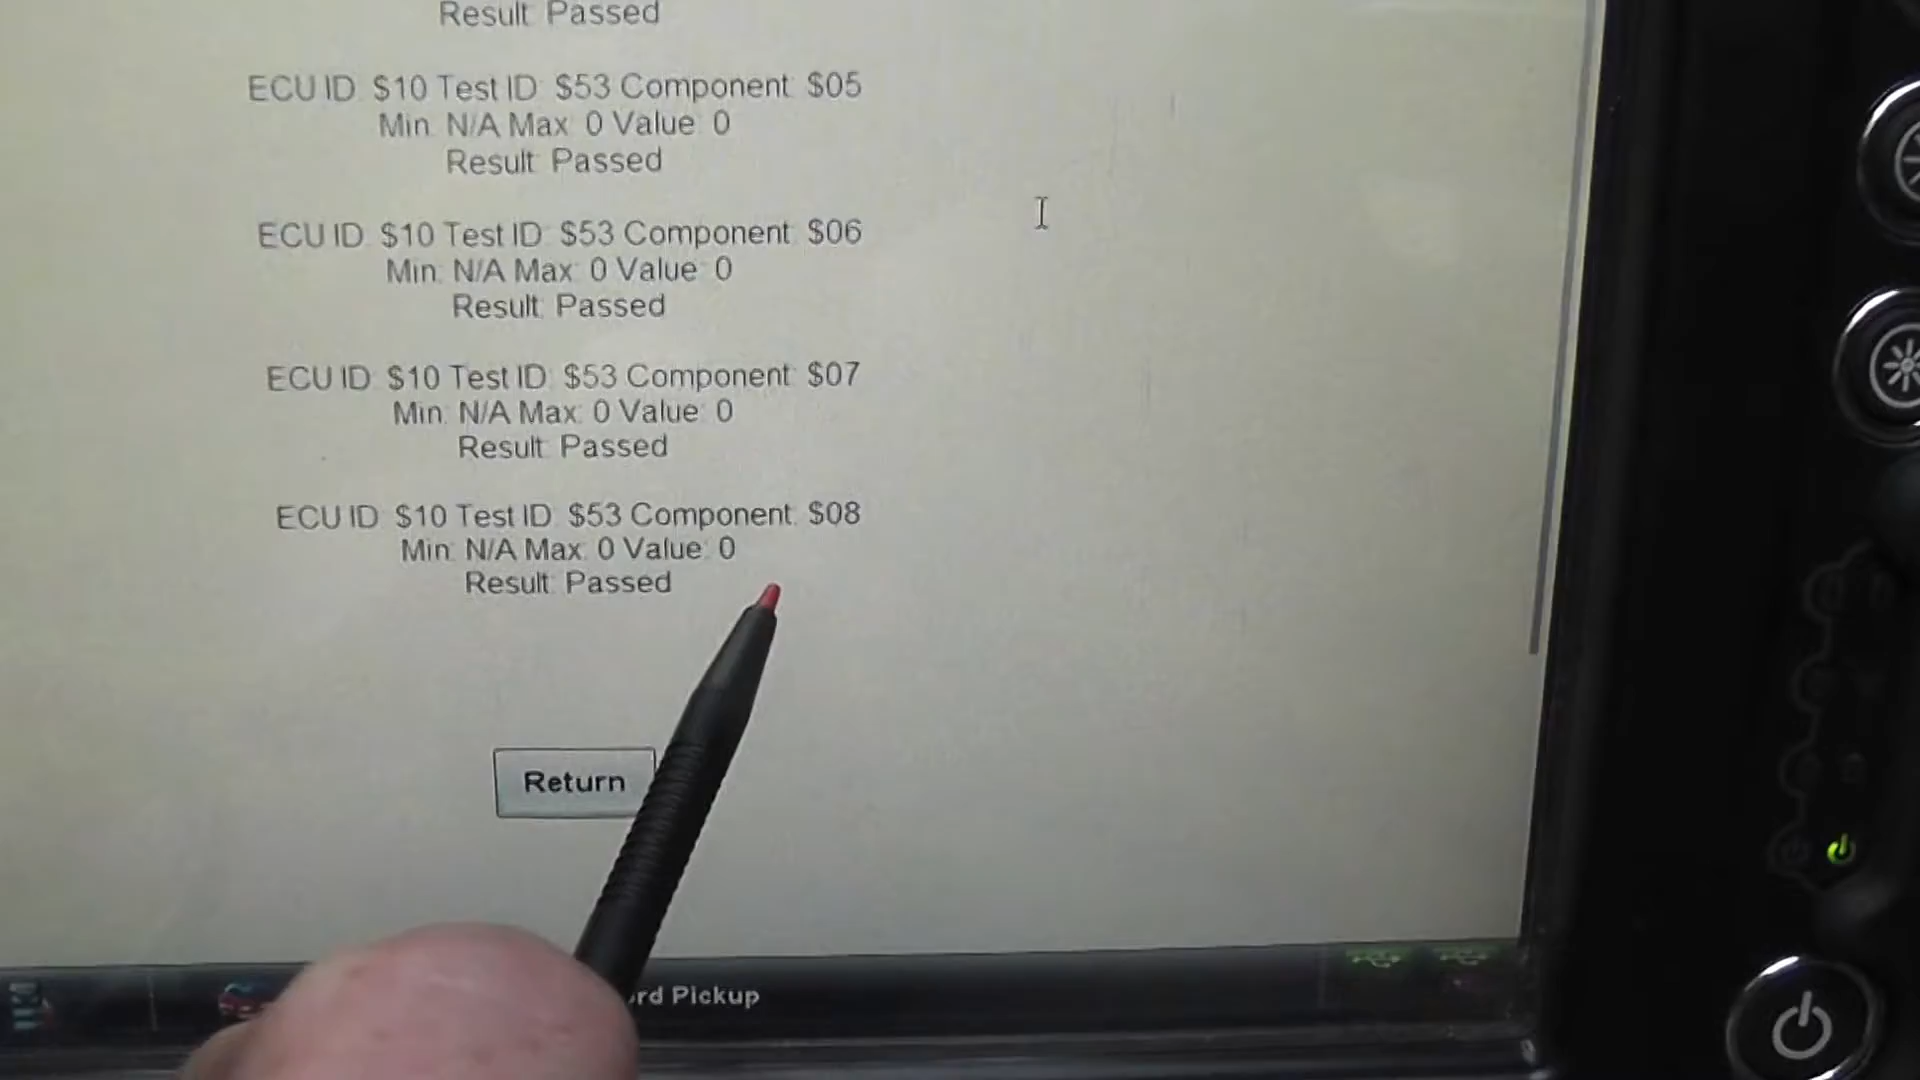 Result: Passed
ECU ID: $10 Test ID: $53 Component: $05
Min: N/A Max: 0 Value: 0
Result: Passed
ECU ID: $10 Test ID: $53 Component: $06
Min: N/A Max: 0 Value: 0
Result: Passed
ECU ID: $10 Test ID: $53 Component: $07
Min: N/A Max: 0 Value: 0
Result: Passed
ECU ID: $10 Test ID: $53 Component: $08
Min: N/A Max: 0 Value: 0
Result: Passed
Return
rd Pickup